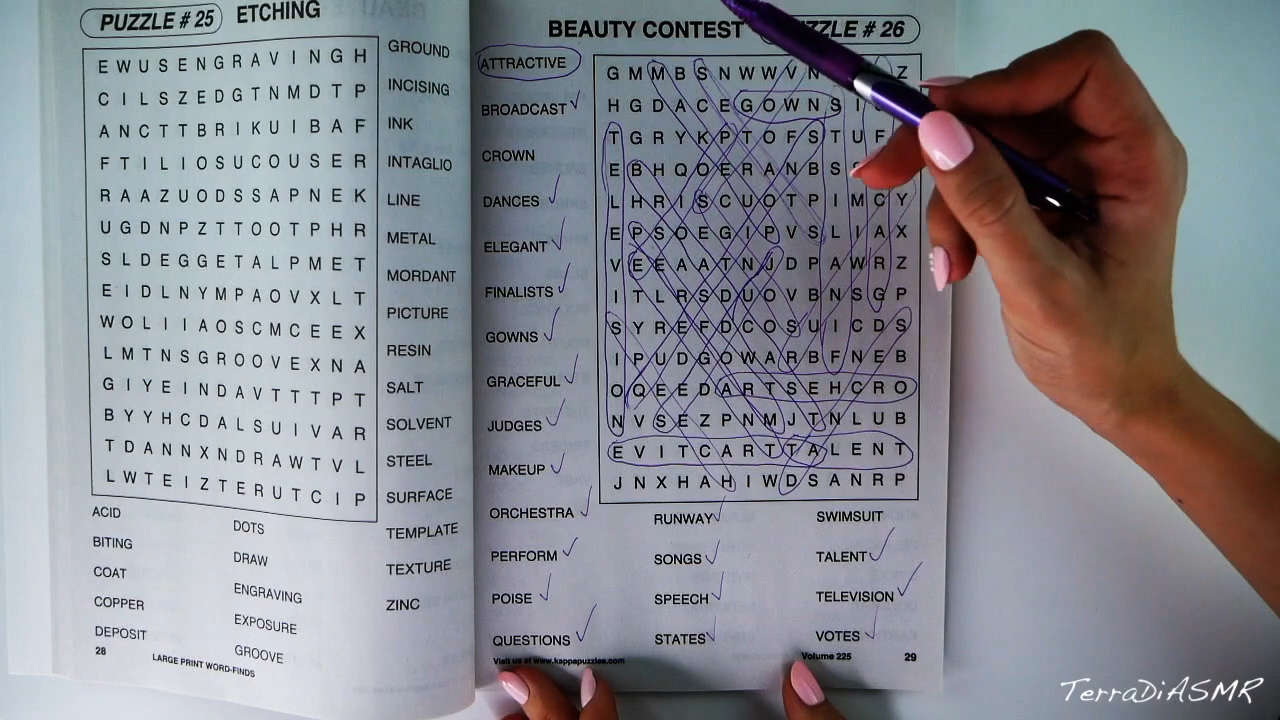 PUZZLE # 25
ETCHING
E W U S E N G R A V I N G H
C I L S Z E D G T N M D T P
A N C T T B R I K U I B A F
F T I L I O S U C O U S E R
R A A Z U O D S S A P N E K
U G D N P Z T T O O T P H R
S L D E G G E T A L P M E T
E I D L N Y M P A O V X L T
W O L I I A O S C M C E E X
L M T N S G R O O V E X N A
G I Y E I N D A V T T T P T
B Y Y H C D A L S U I V A R
T D A N N X N D R A W T V L
L W T E I Z T E R U T C I P
GROUND
INCISING
INK
INTAGLIO
LINE
METAL
MORDANT
PICTURE
RESIN
SALT
SOLVENT
STEEL
SURFACE
TEMPLATE
TEXTURE
ZINC
ACID
BITING
COAT
COPPER
DEPOSIT
DOTS
DRAW
ENGRAVING
EXPOSURE
GROOVE
28
LARGE PRINT WORD-FINDS
BEAUTY CONTEST
ZLE # 26
ATTRACTIVE
BROADCAST
CROWN
DANCES
ELEGANT
FINALISTS
GOWNS
GRACEFUL
JUDGES
MAKEUP
ORCHESTRA
PERFORM
POISE
QUESTIONS
G M M B S N W W V N Z
H G D A C E G O W N S I
T G R Y K P T O F S T U F
E B H Q O E R A N B S
L H R I S C U O T P I M C Y
E P S O E G I P V S L I A X
V E E A A T N J D P A W R Z
I T L R S D U O V B N S G P
S Y R E F D C O S U I C D S
I P U D G O W A R B F N E B
O Q E E D A R T S E H C R O
N V S E Z P N M J T N L U B
E V I T C A R T T A L E N T
J N X H A H I W D S A N R P
RUNWAY
SONGS
SPEECH
STATES
SWIMSUIT
TALENT
TELEVISION
VOTES
Visit us at www.kappapuzzles.com
Volume 225
29
TerraDiASMR